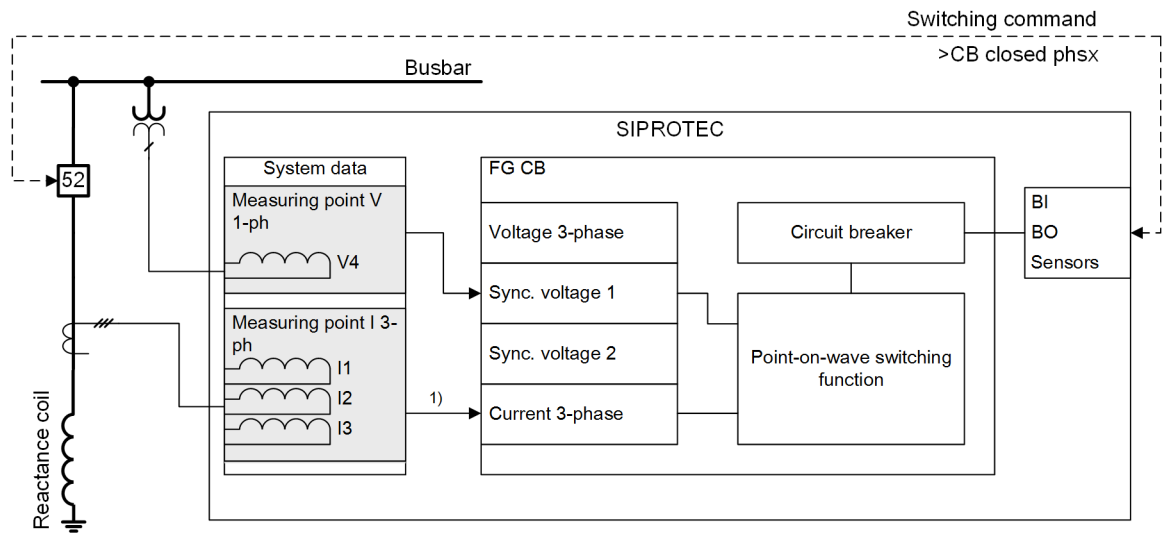 Switching command
>CB closed phsx
Busbar
SIPROTEC
52
System data
Measuring point V
1-ph
V4
Measuring point I 3-
ph
I1
I2
I3
1)
FG CB
Voltage 3-phase
Sync. voltage 1
Sync. voltage 2
Current 3-phase
Circuit breaker
Point-on-wave switching
function
BI
BO
Sensors
Reactance coil